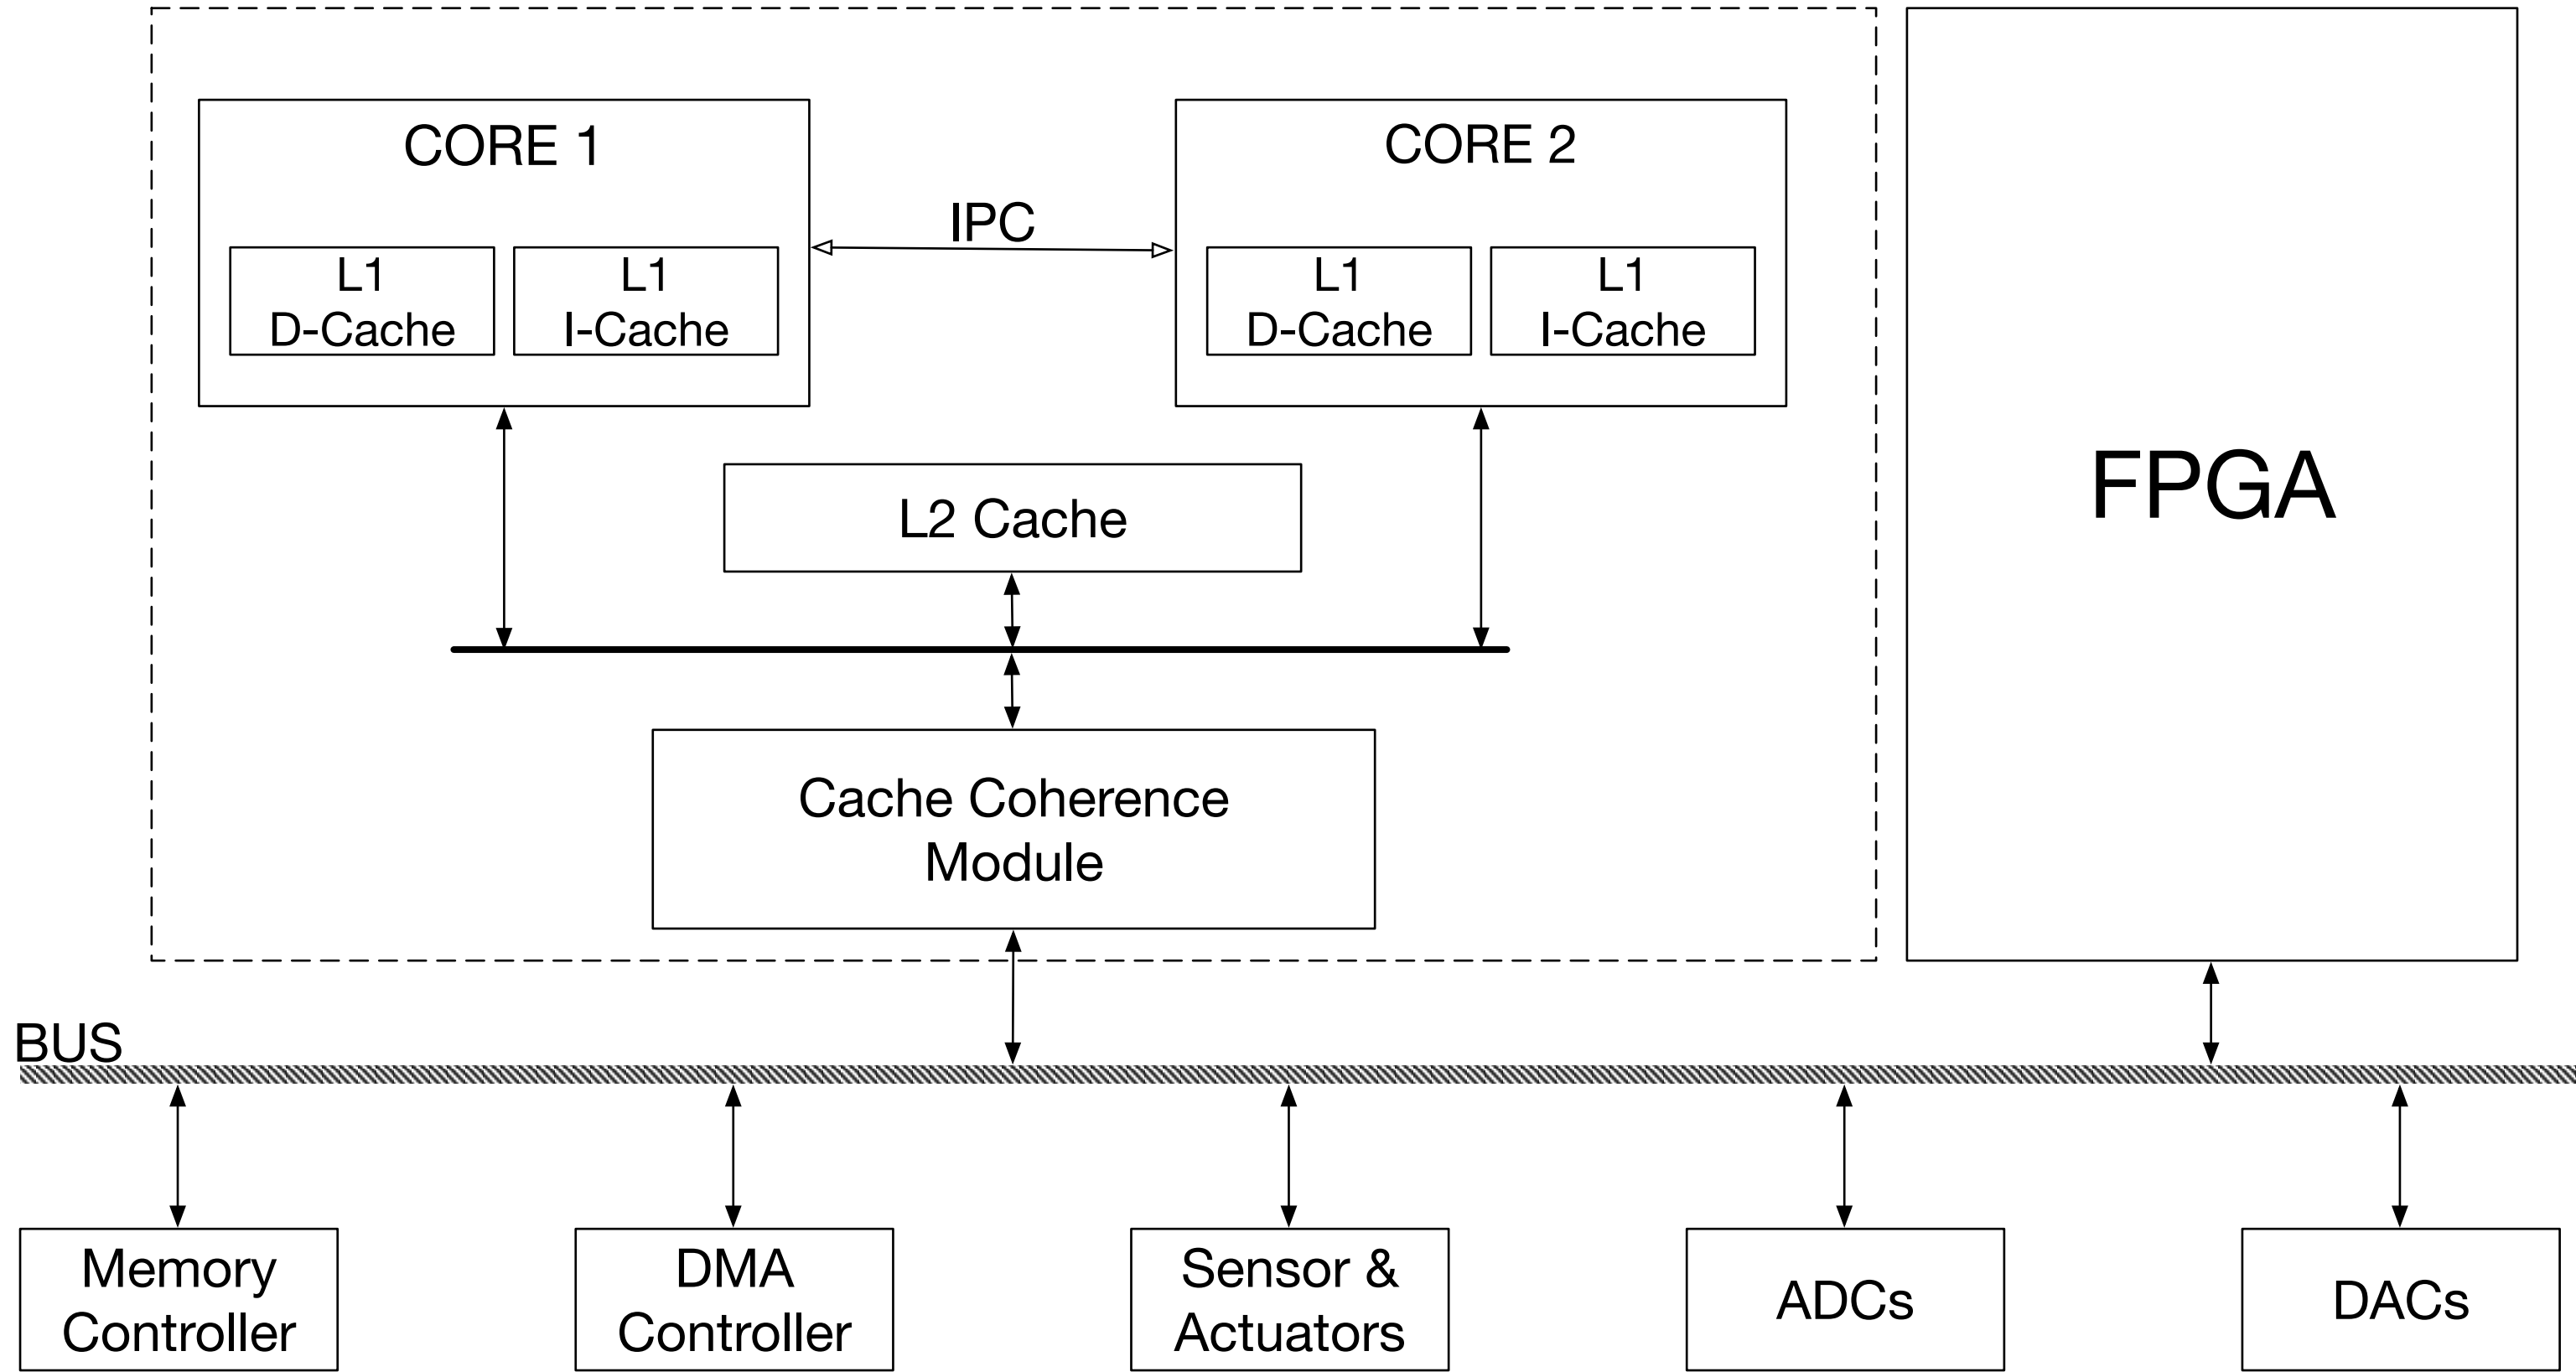 CORE 1
L1
D-Cache
L1
I-Cache
IPC
CORE 2
L1
D-Cache
L1
I-Cache
L2 Cache
Cache Coherence
Module
FPGA
BUS
Memory
Controller
DMA
Controller
Sensor &
Actuators
ADCs
DACs